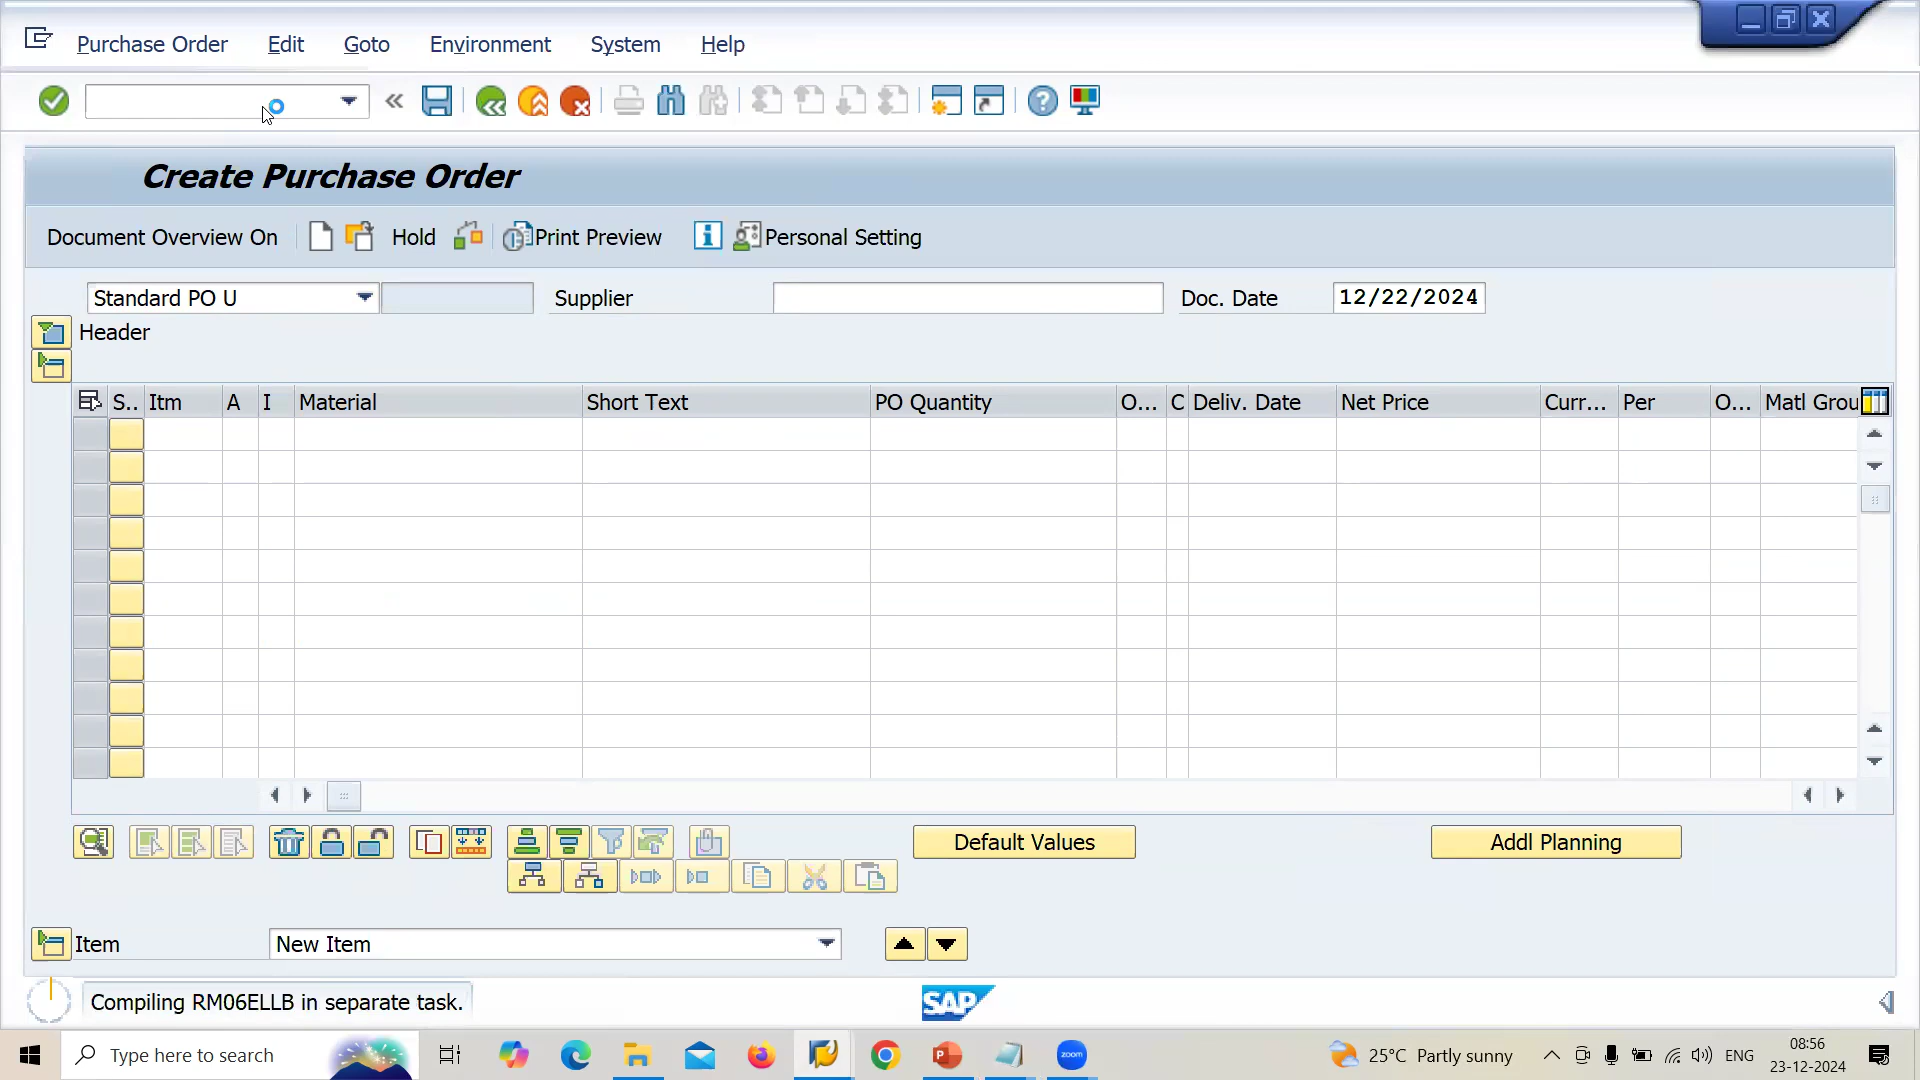 Purchase Order Edit Goto Environment System Help
Create Purchase Order
Document Overview On Hold Print Preview Personal Setting
Standard PO U Supplier Doc. Date 12/22/2024
Header
S.. Itm A I Material Short Text PO Quantity O... C Deliv. Date Net Price Curr... Per O... Matl Grou
Default Values Addl Planning
Item New Item
Compiling RM06ELLB in separate task. SAP
Type here to search zoom 25°C Partly sunny ENG 08:56
23-12-2024